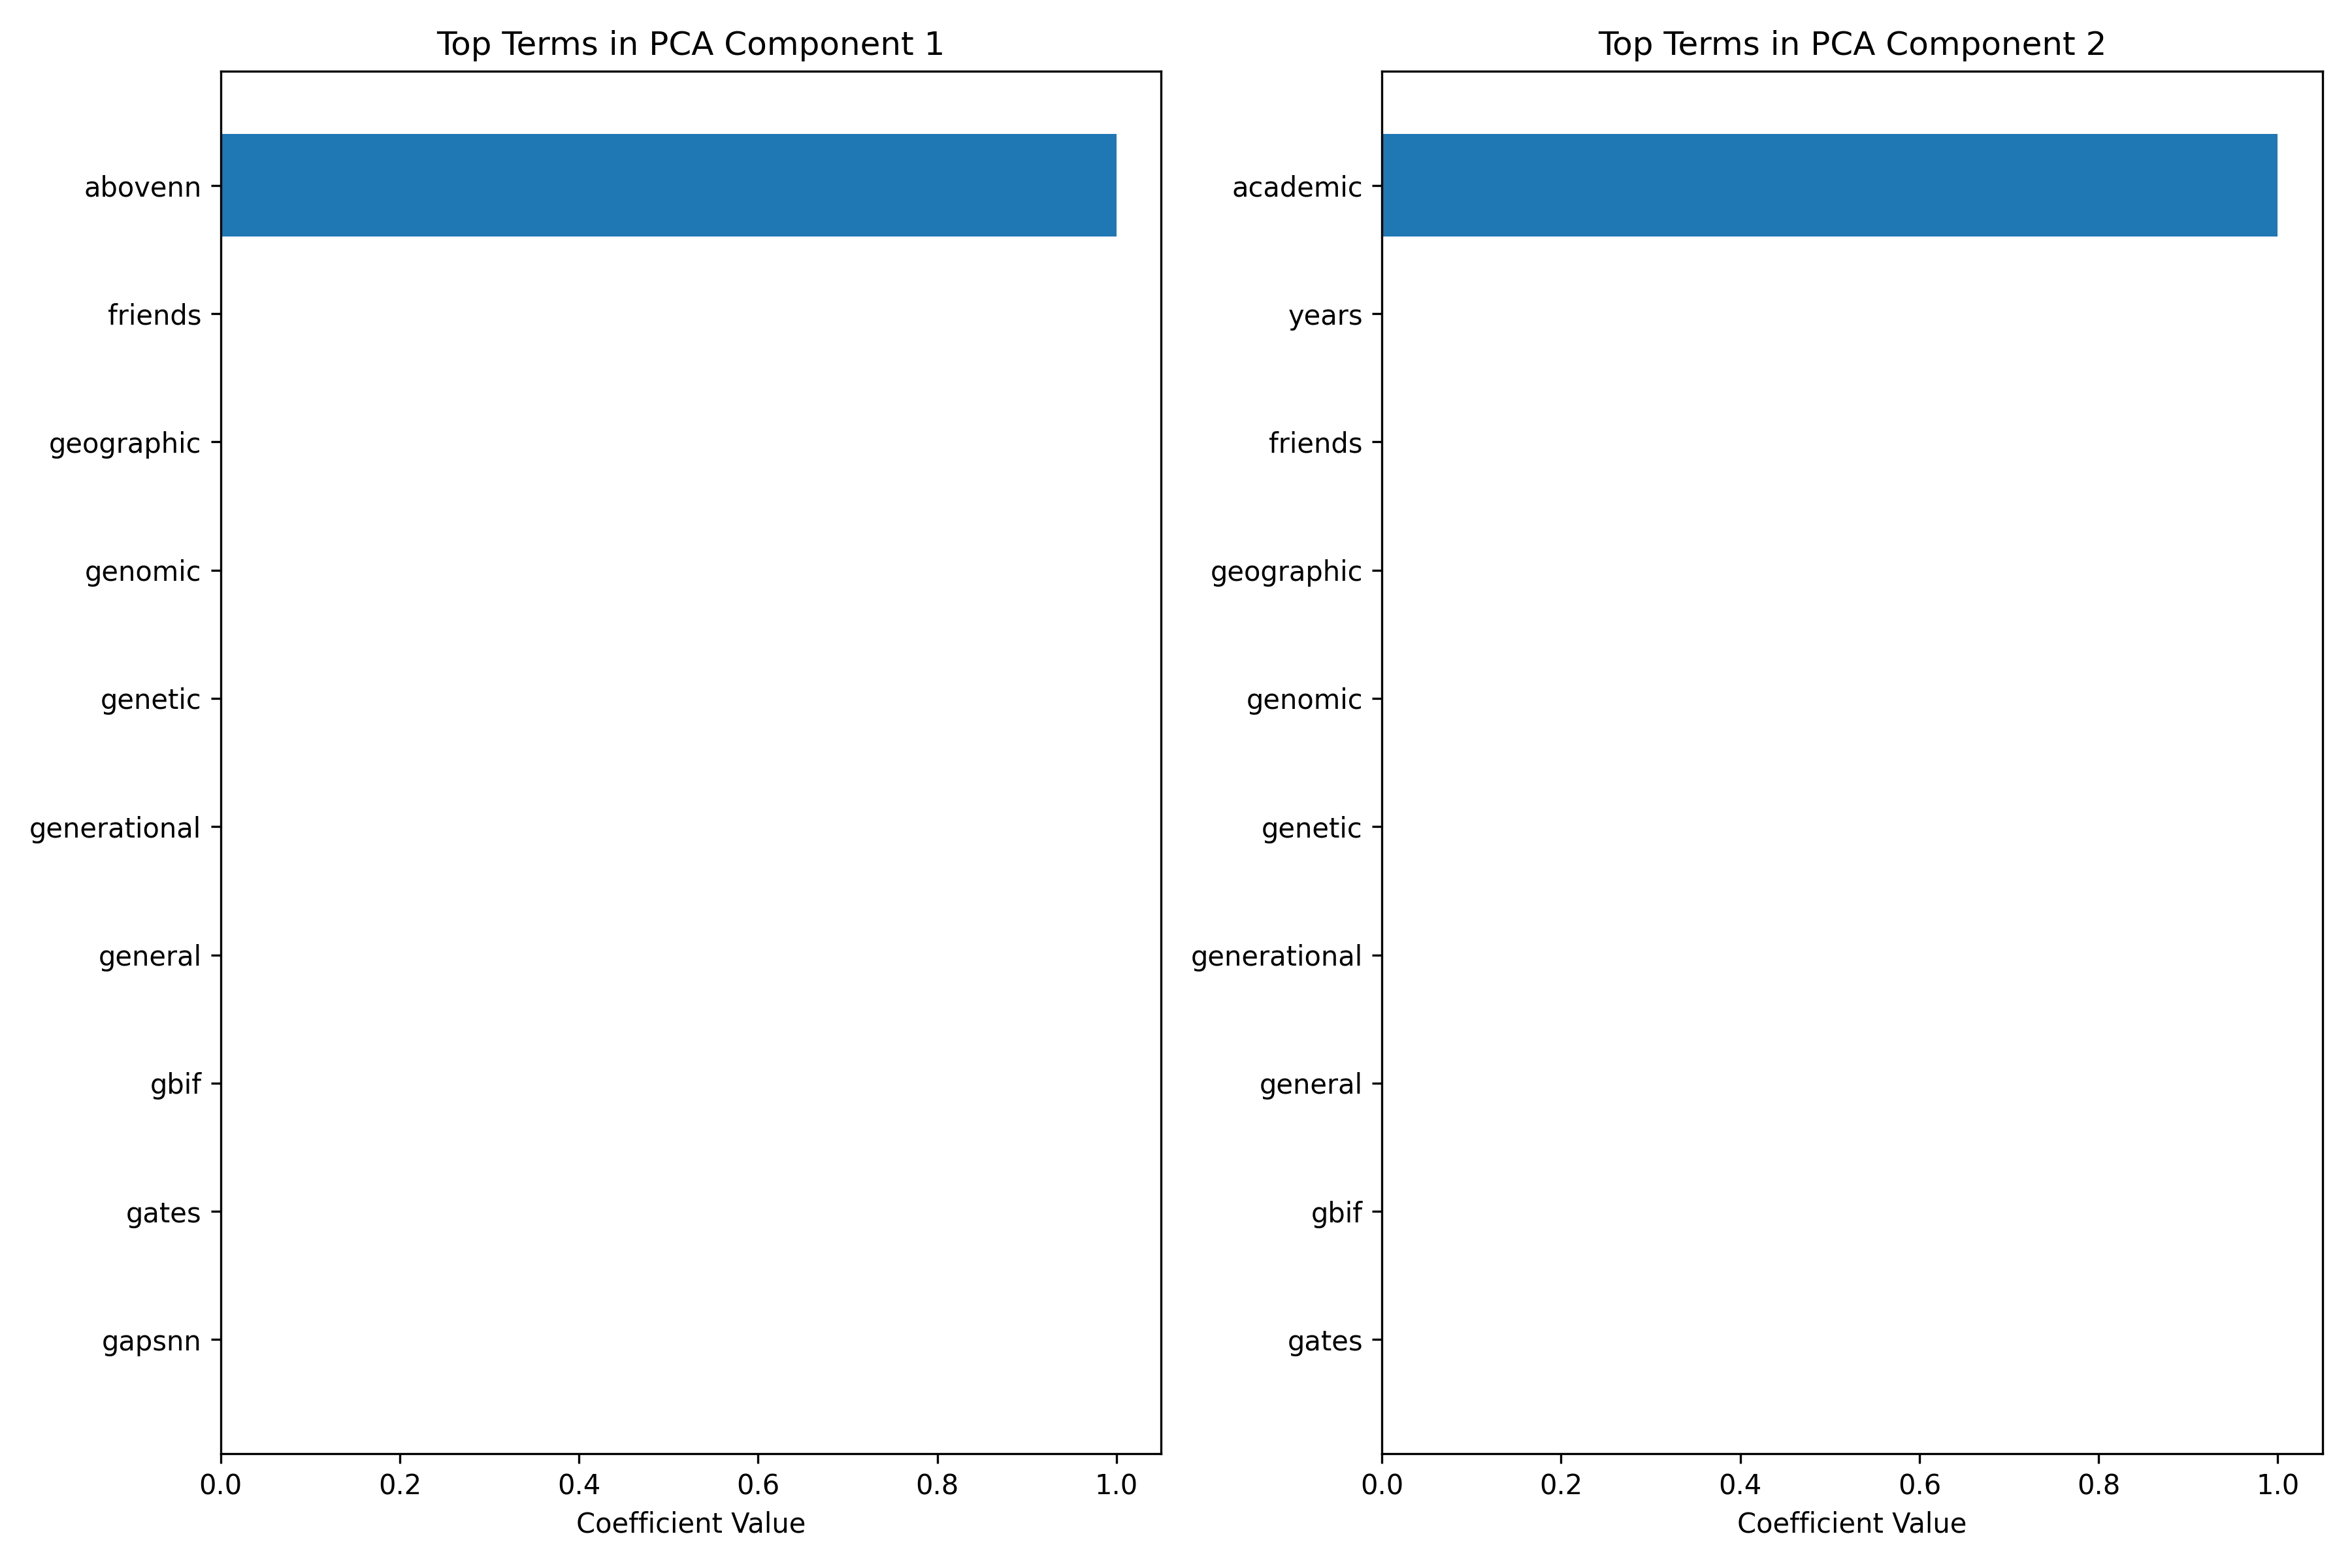 Top Terms in PCA Component 1
abovenn
friends
geographic
genomic
genetic
generational
general
gbif
gates
gapsnn
0.0 0.2 0.4 0.6 0.8 1.0
Coefficient Value
Top Terms in PCA Component 2
academic
years
friends
geographic
genomic
genetic
generational
general
gbif
gates
0.0 0.2 0.4 0.6 0.8 1.0
Coefficient Value